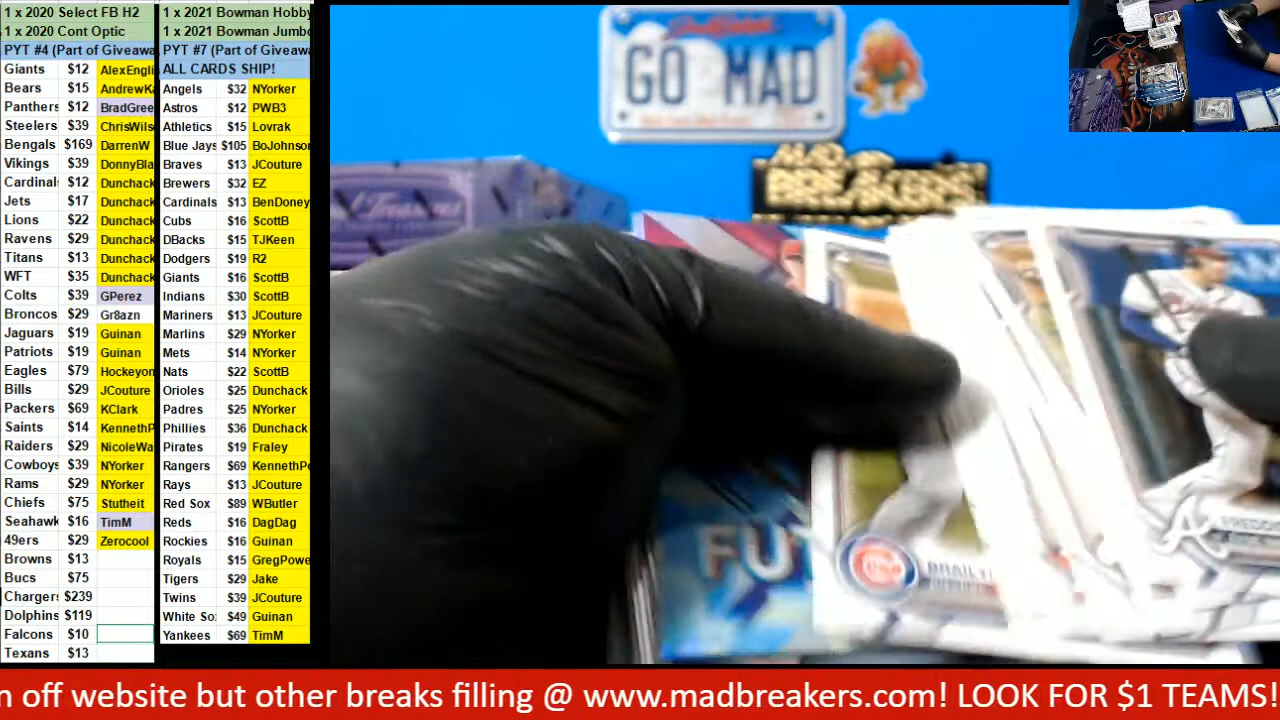 1 x 2020 Select FB H2
1 x 2020 Cont Optic
PYT #4 (Part of Giveawa
Giants $12 AlexEngli
Bears $15 AndrewKa
Panthers $12 BradGree
Steelers $39 ChrisWils
Bengals $169 DarrenW
Vikings $39 DonnyBla
Cardinal $12 Dunchack
Jets $17 Dunchack
Lions $22 Dunchack
Ravens $29 Dunchack
Titans $13 Dunchack
WFT $35 Dunchack
Colts $39 GPerez
Broncos $29 Gr8azn
Jaguars $19 Guinan
Patriots $19 Guinan
Eagles $79 Hockeyon
Bills $29 JCouture
Packers $69 KClark
Saints $14 KennethP
Raiders $29 NicoleWa
Cowboys $39 NYorker
Rams $29 NYorker
Chiefs $75 Stutheit
Seahawk $16 TimM
49ers $29 Zerocool
Browns $13
Bucs $75
Charger $239
Dolphins $119
Falcons $10
Texans $13
1 x 2021 Bowman Hobby
1 x 2021 Bowman Jumbo
PYT #7 (Part of Giveawa
ALL CARDS SHIP!
Angels $32 NYorker
Astros $12 PWB3
Athletics $15 Lovrak
Blue Jays $105 BoJohnson
Braves $13 JCouture
Brewers $32 EZ
Cardinals $13 BenDoney
Cubs $16 ScottB
DBacks $15 TJKeen
Dodgers $19 R2
Giants $16 ScottB
Indians $30 ScottB
Mariners $13 JCouture
Marlins $29 NYorker
Mets $14 NYorker
Nats $22 ScottB
Orioles $25 Dunchack
Padres $25 NYorker
Phillies $36 Dunchack
Pirates $19 Fraley
Rangers $69 KennethPe
Rays $13 JCouture
Red Sox $89 WButler
Reds $16 DagDag
Rockies $16 Guinan
Royals $15 GregPowe
Tigers $29 Jake
Twins $39 JCouture
White So $49 Guinan
Yankees $69 TimM
GO MAD
MAD
BREAKERS
FUT
BRAILY
FREDD
n off website but other breaks filling @ www.madbreakers.com! LOOK FOR $1 TEAMS!